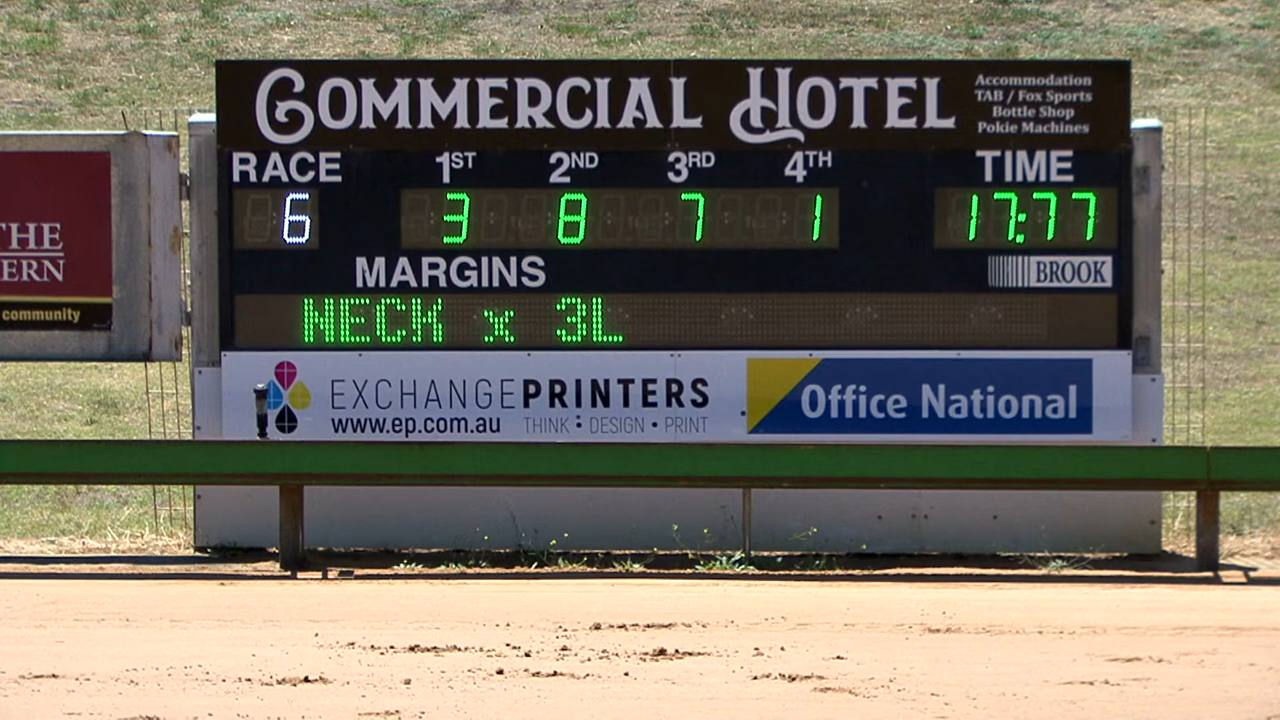 COMMERCIAL HOTEL
Accommodation
TAB / Fox Sports
Bottle Shop
Pokie Machines
RACE 1ST 2ND 3RD 4TH TIME
6 3 8 7 1 17:77
MARGINS
BROOK
NECK x 3L
EXCHANGEPRINTERS
www.ep.com.au THINK : DESIGN • PRINT
Office National
THE
ERN
community